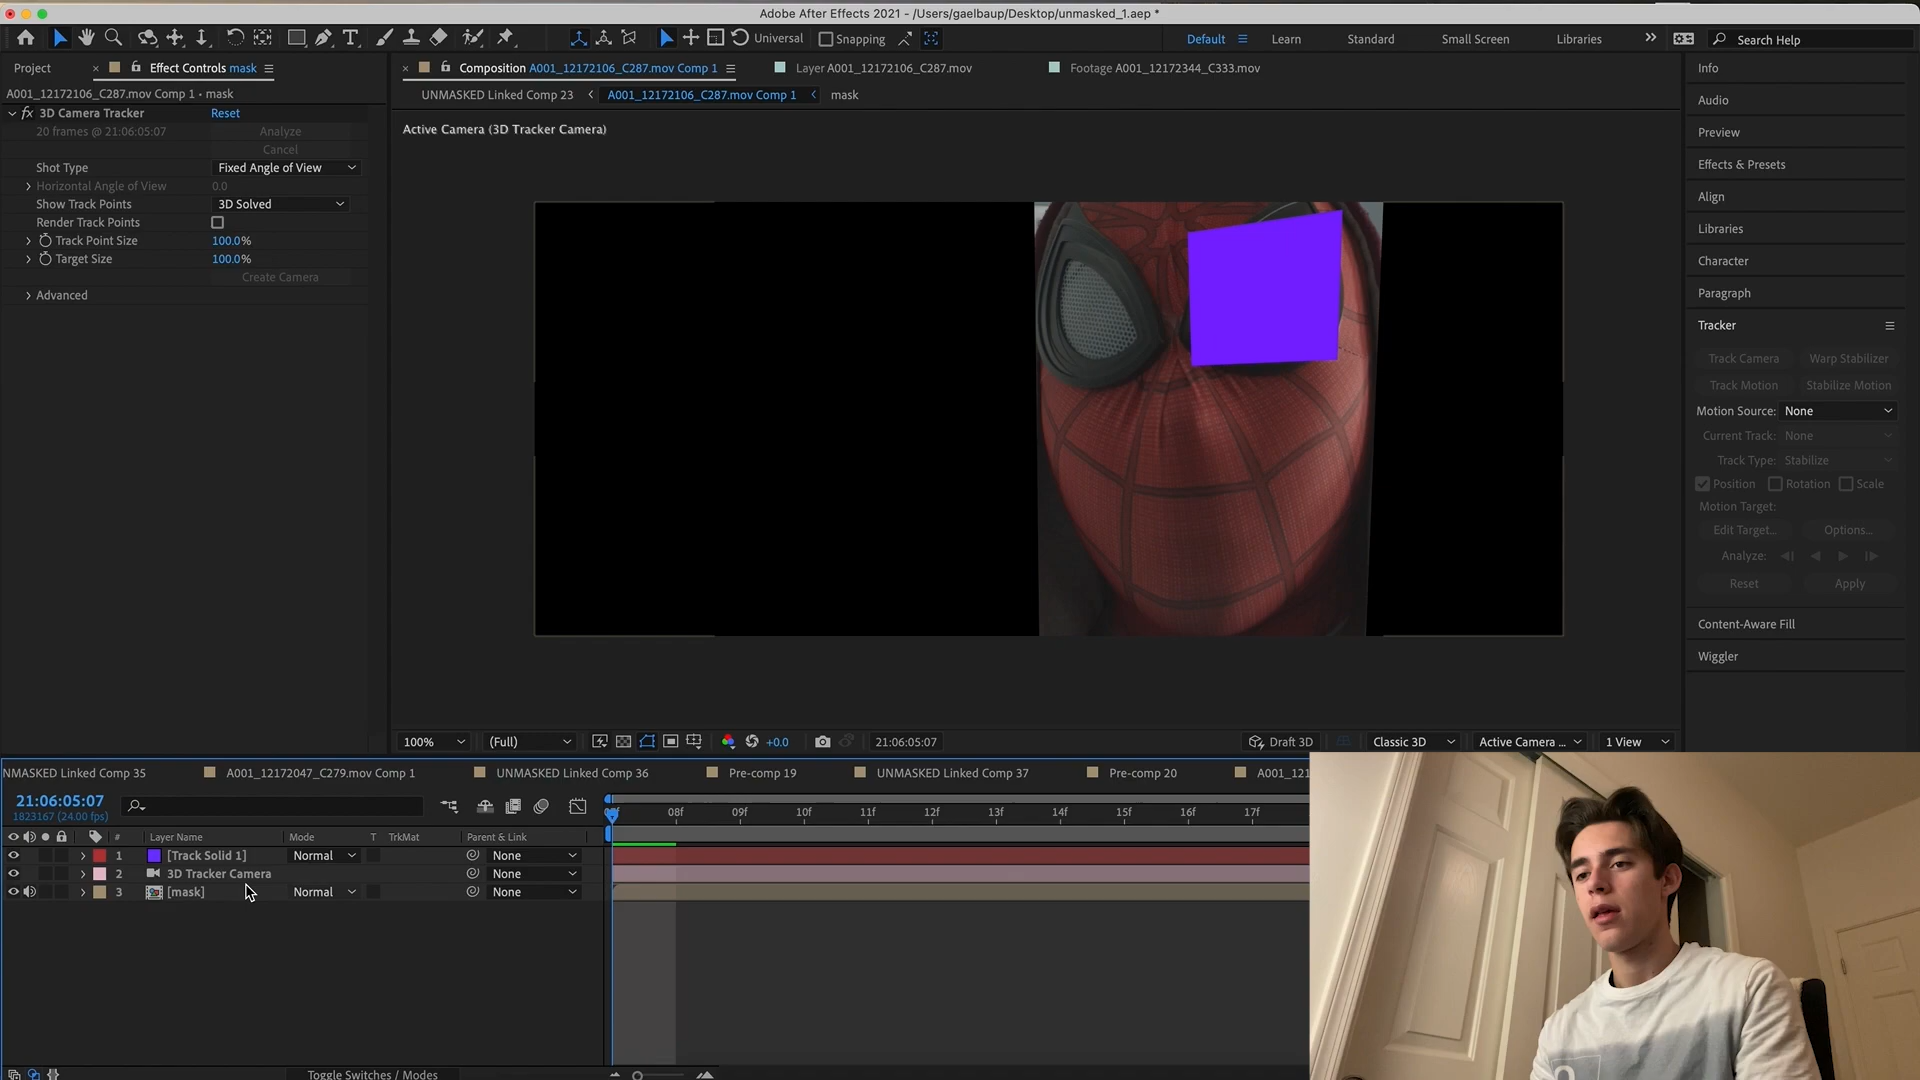 Adobe After Effects 2021 - /Users/gaelbaup/Desktop/unmasked_1.aep *
Universal
Snapping
Default
Learn
Standard
Small Screen
Libraries
Search Help
Project
Effect Controls mask
Composition A001_12172106_C287.mov Comp 1
Layer A001_12172106_C287.mov
Footage A001_12172344_C333.mov
Info
A001_12172106_C287.mov Comp 1 • mask
UNMASKED Linked Comp 23
A001_12172106_C287.mov Comp 1
mask
Audio
fx 3D Camera Tracker
Reset
20 frames @ 21:06:05:07
Analyze
Cancel
Active Camera (3D Tracker Camera)
Preview
Shot Type
Fixed Angle of View
Effects & Presets
Horizontal Angle of View
0.0
Show Track Points
3D Solved
Align
Render Track Points
Track Point Size
100.0%
Libraries
Target Size
100.0%
Character
Create Camera
Advanced
Paragraph
Tracker
Track Camera
Warp Stabilizer
Track Motion
Stabilize Motion
Motion Source: None
Current Track: None
Track Type: Stabilize
Position
Rotation
Scale
Motion Target:
Edit Target...
Options...
Analyze:
Reset
Apply
Content-Aware Fill
Wiggler
100%
(Full)
+0.0
21:06:05:07
Draft 3D
Classic 3D
Active Camera ...
1 View
NMASKED Linked Comp 35
A001_12172047_C279.mov Comp 1
UNMASKED Linked Comp 36
Pre-comp 19
UNMASKED Linked Comp 37
Pre-comp 20
A001_121
21:06:05:07
1823167 (24.00 fps)
08f
09f
10f
11f
12f
13f
14f
15f
16f
17f
#
Layer Name
Mode
T
TrkMat
Parent & Link
1
[Track Solid 1]
Normal
None
2
3D Tracker Camera
None
3
[mask]
Normal
None
Toggle Switches / Modes